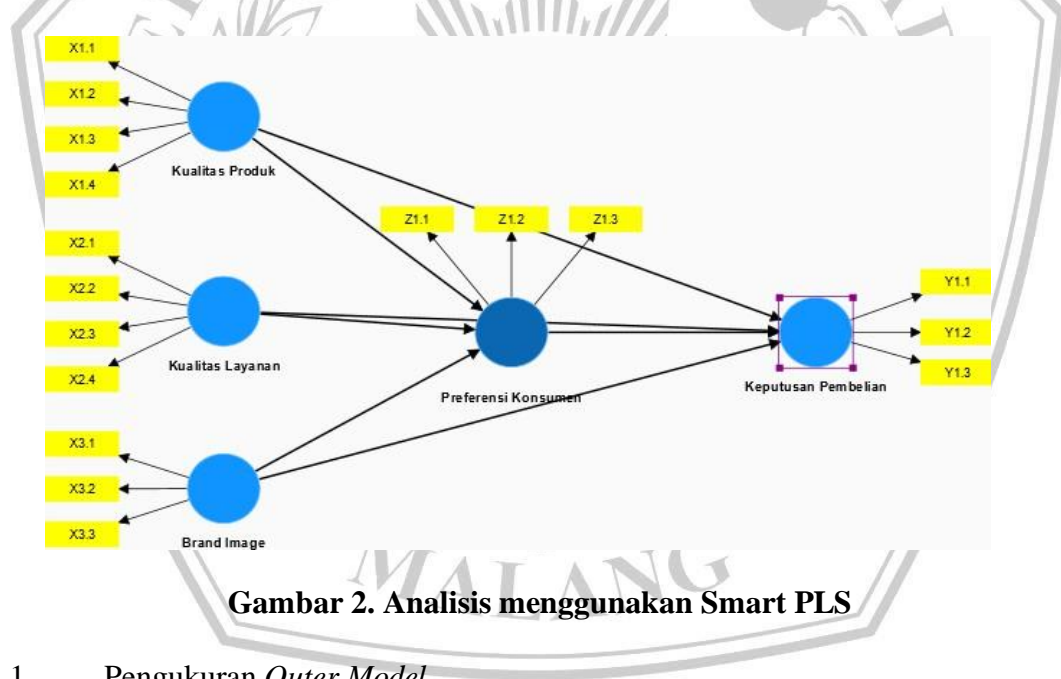 X1.1
X1.2
X1.3
X1.4
Kualitas Produk
Z1.1 Z1.2 Z1.3
X2.1
X2.2
X2.3
X2.4
Kualitas Layanan
Preferensi Konsumen
Y1.1
Y1.2
Y1.3
Keputusan Pembelian
X3.1
X3.2
X3.3
Brand Image
MALANG
Gambar 2. Analisis menggunakan Smart PLS
1. Pengukuran Outer Model